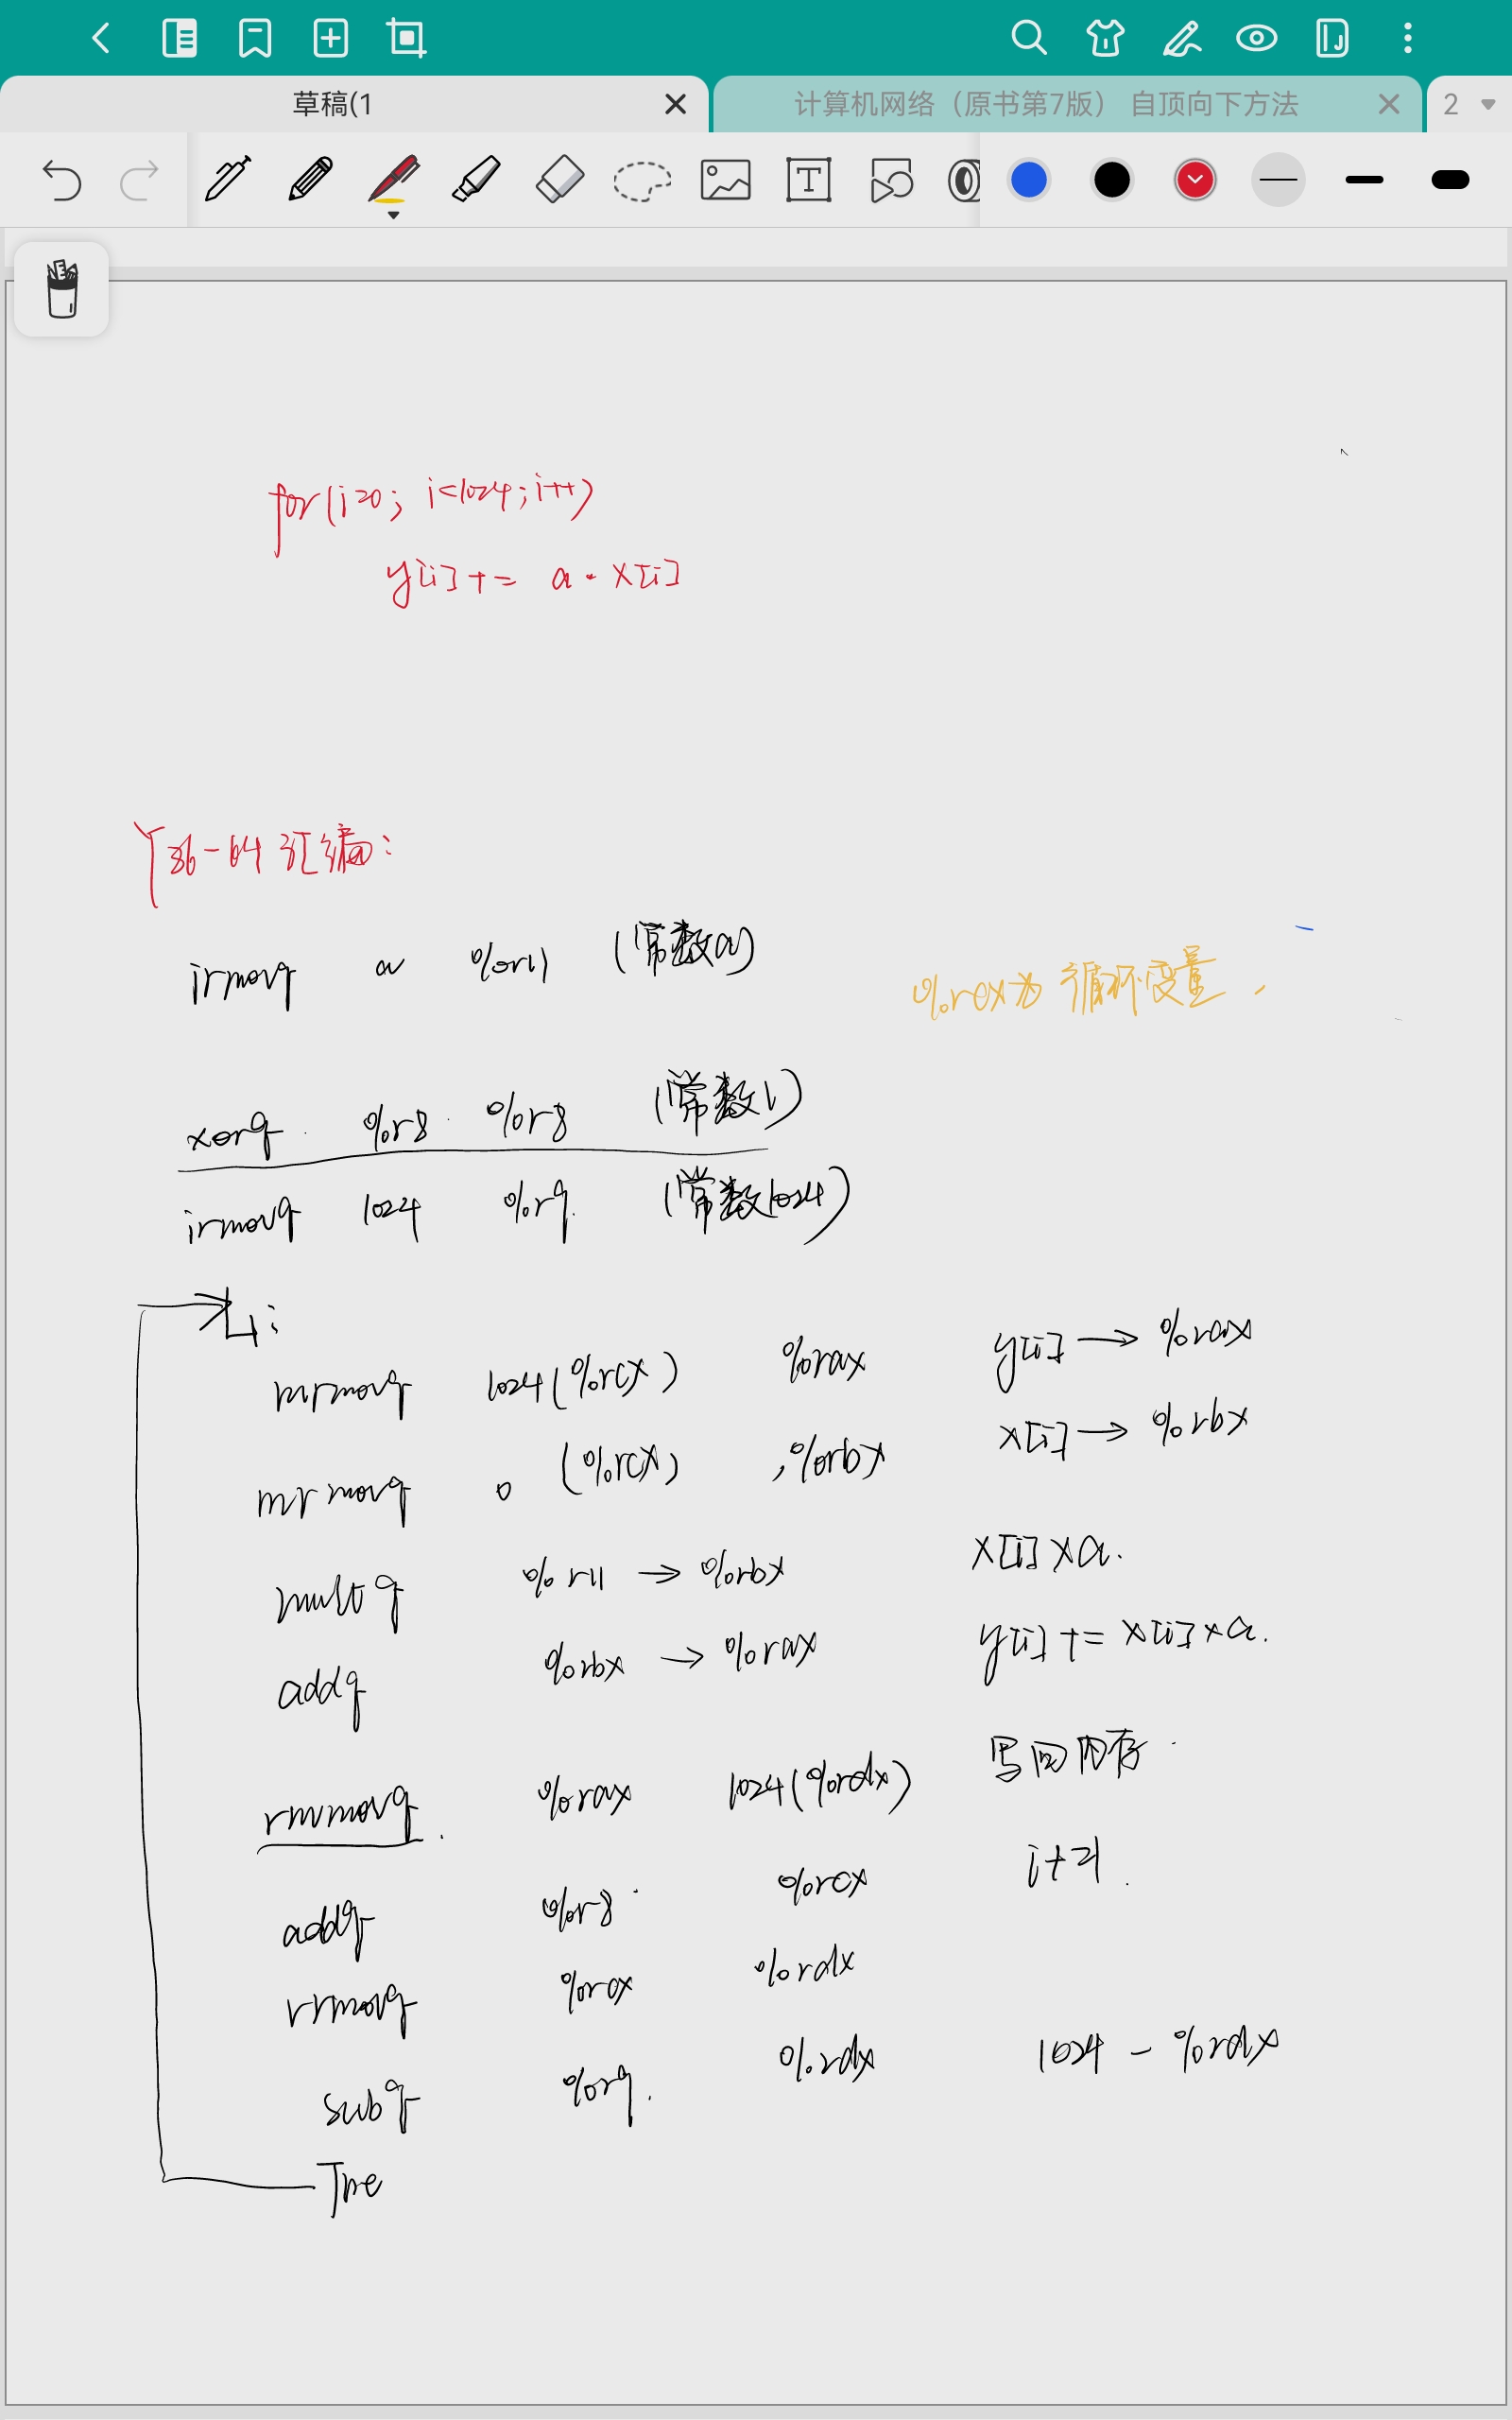 草稿(1
计算机网络（原书第7版） 自顶向下方法
2
for(i=0; i<1024; i++)
y[i] += a · x[i]
Y86-64 汇编:
irmovq a %r11 (常数a)
%rcx为 循环变量,
xorq %r8 %r8 (常数1)
irmovq 1024 %r9 (常数1024)
L1:
mrmovq 1024(%rcx) %rax y[i] → %rax
mrmovq 0 (%rcx) ,%rbx x[i] → %rbx
multq %r11 → %rbx x[i]×a.
addq %rbx → %rax y[i] += x[i]×a.
rmmovq. %rax 1024(%rdx) 写回内存.
addq %r8 %rcx
rrmovq %rcx %rdx
subq %r9. %rdx 1024 - %rdx
Jne